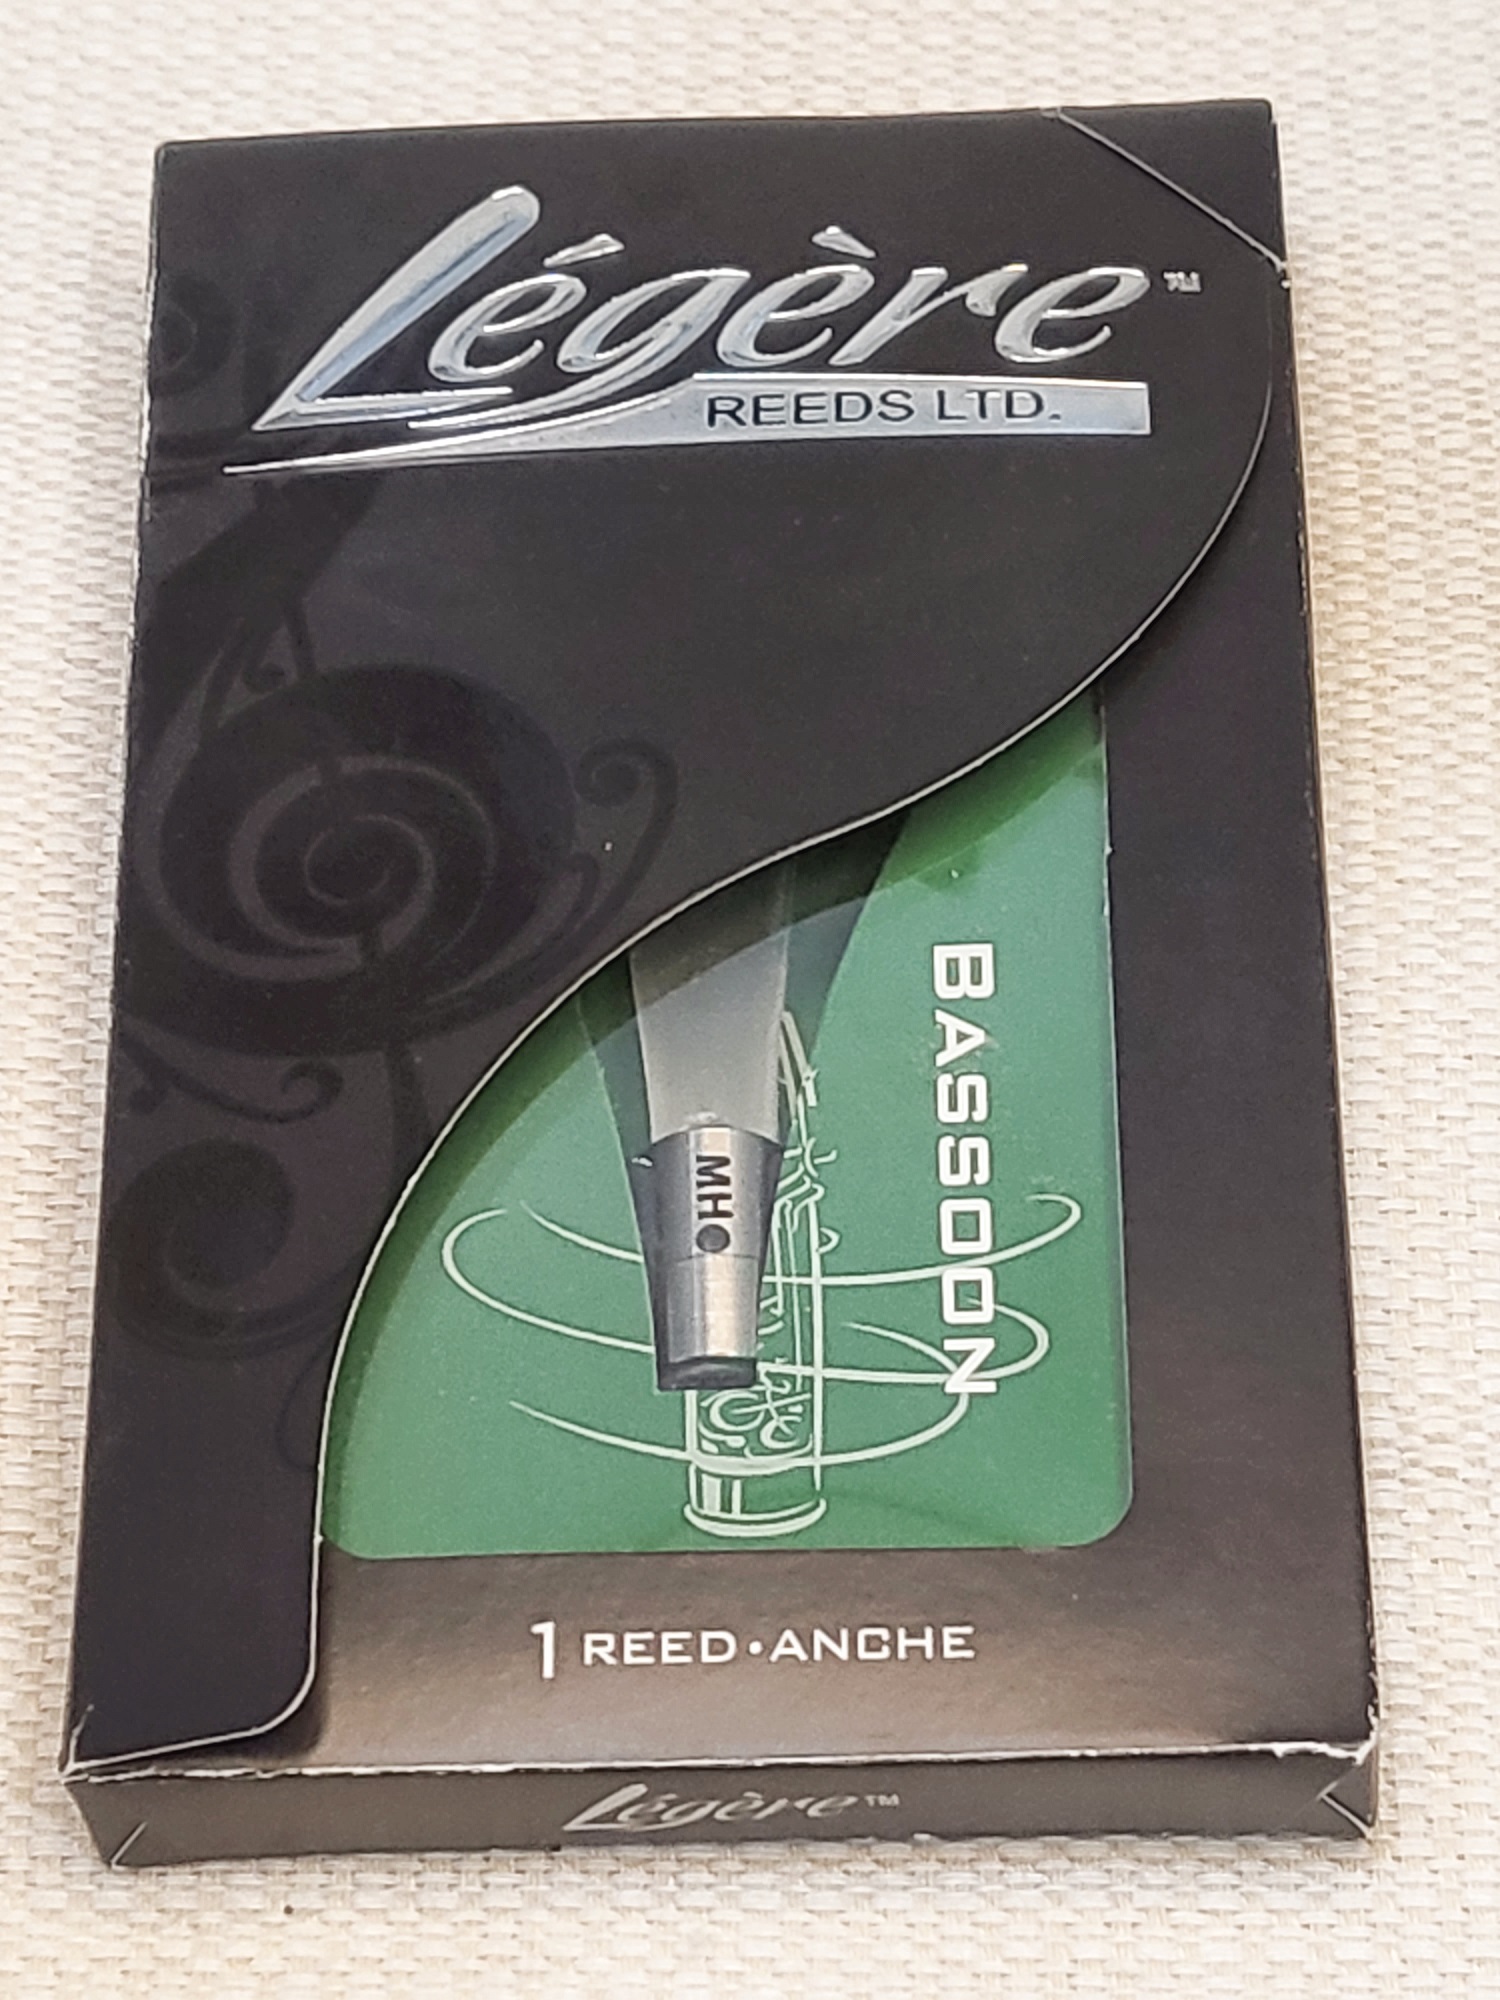 Légère™
REEDS LTD.
BASSOON
MH●
1 REED•ANCHE
Légère™